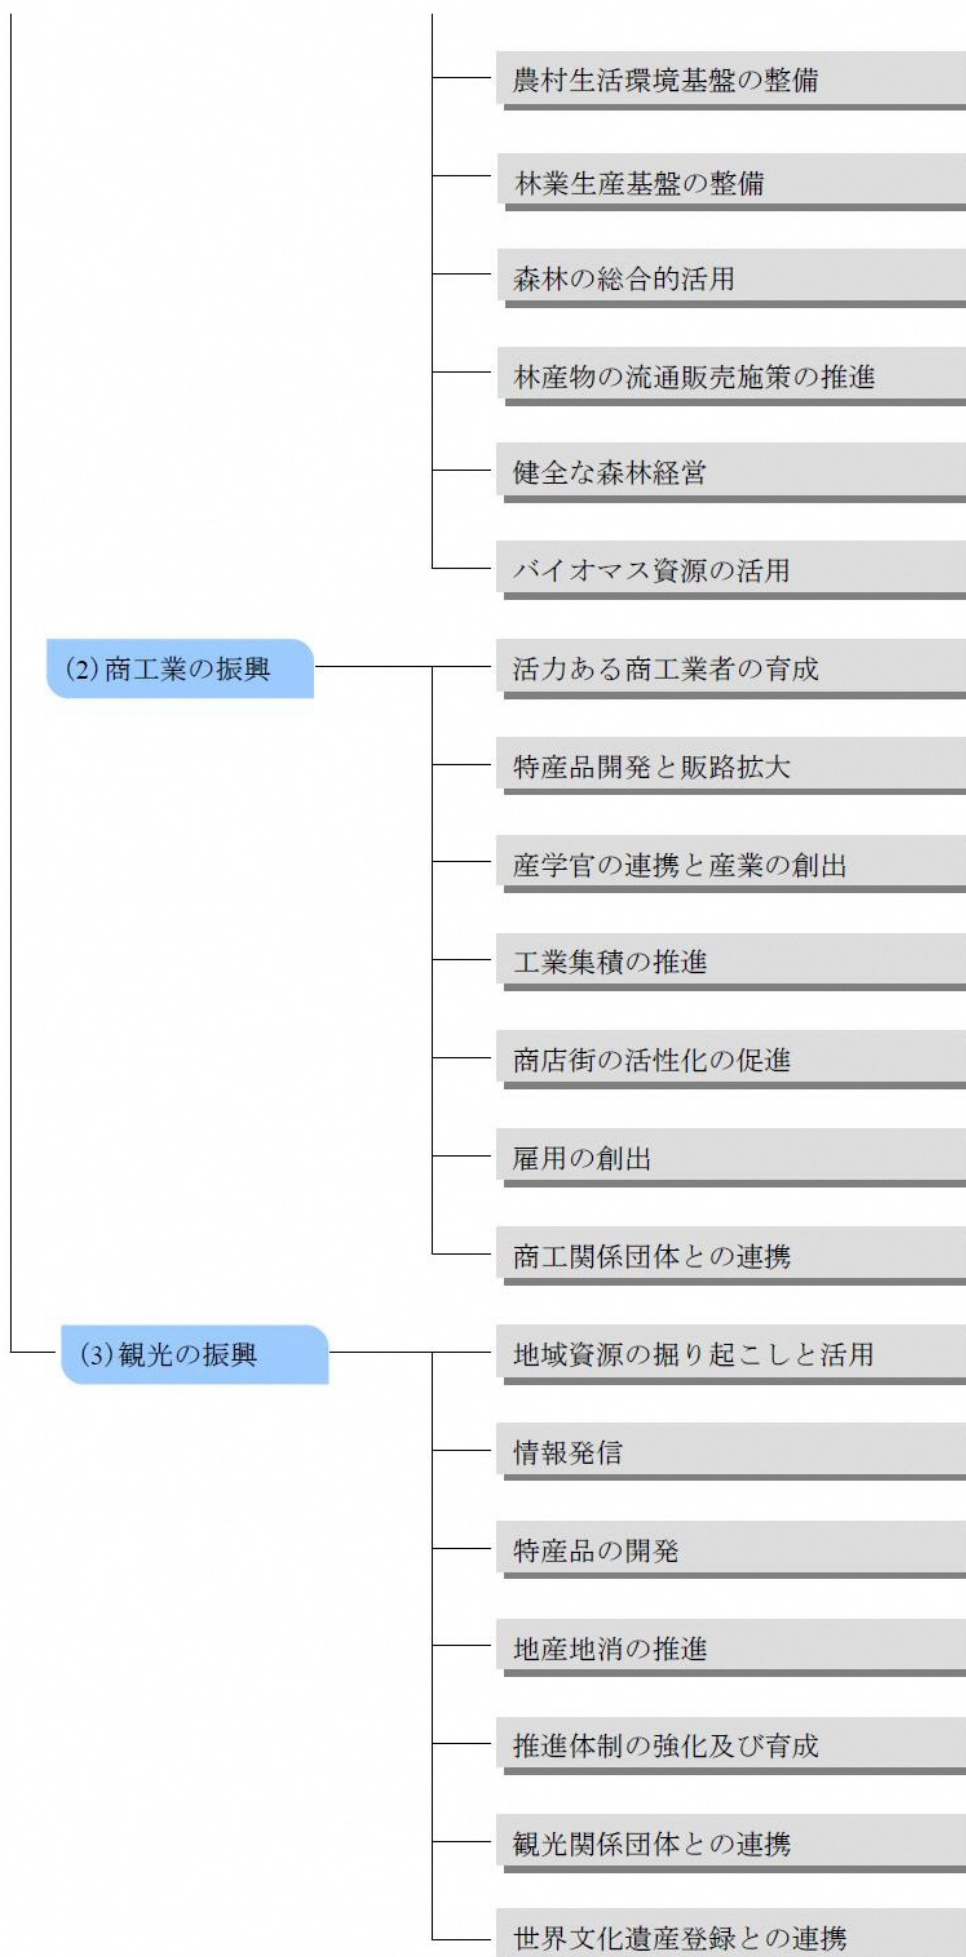 農村生活環境基盤の整備
林業生産基盤の整備
森林の総合的活用
林産物の流通販売施策の推進
健全な森林経営
バイオマス資源の活用
(2)商工業の振興
活力ある商工業者の育成
特産品開発と販路拡大
産学官の連携と産業の創出
工業集積の推進
商店街の活性化の促進
雇用の創出
商工関係団体との連携
(3)観光の振興
地域資源の掘り起こしと活用
情報発信
特産品の開発
地産地消の推進
推進体制の強化及び育成
観光関係団体との連携
世界文化遺産登録との連携